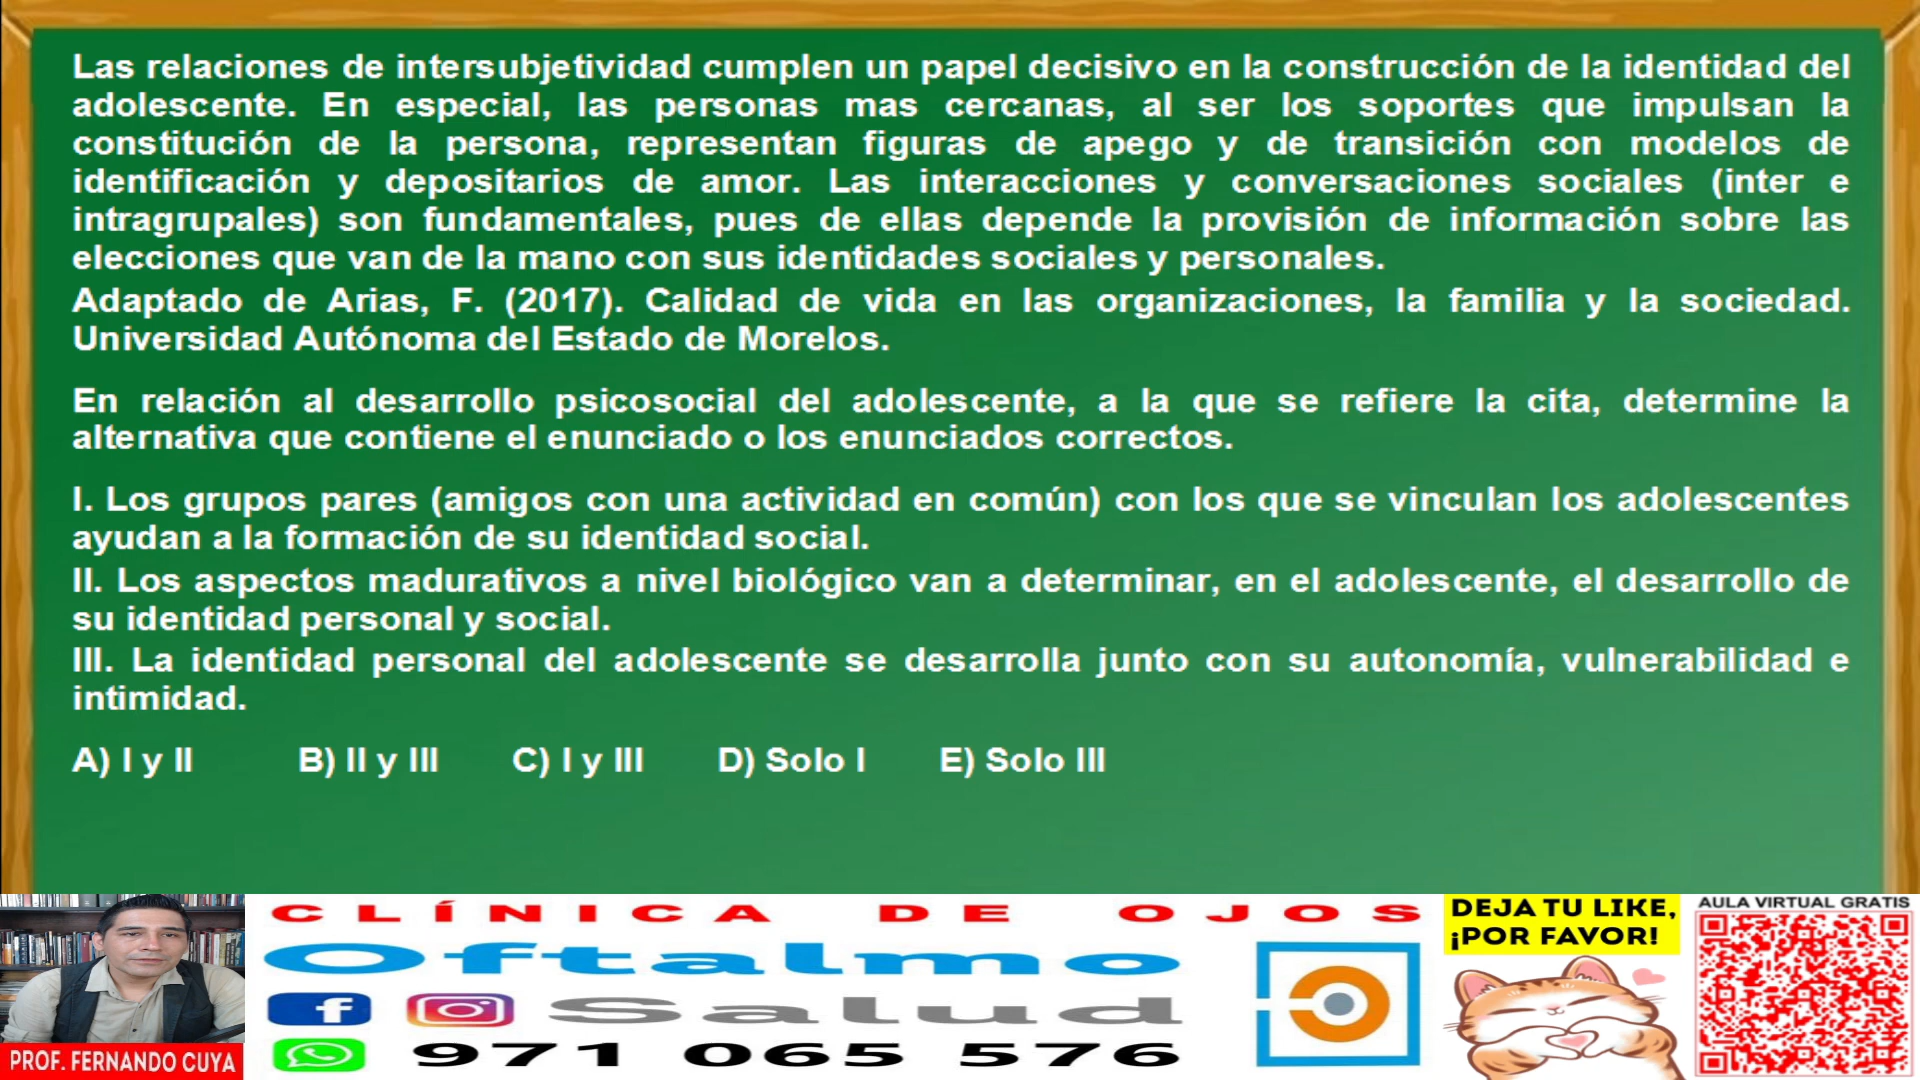 Las relaciones de intersubjetividad cumplen un papel decisivo en la construcción de la identidad del
adolescente. En especial, las personas mas cercanas, al ser los soportes que impulsan la
constitución de la persona, representan figuras de apego y de transición con modelos de
identificación y depositarios de amor. Las interacciones y conversaciones sociales (inter e
intragrupales) son fundamentales, pues de ellas depende la provisión de información sobre las
elecciones que van de la mano con sus identidades sociales y personales.
Adaptado de Arias, F. (2017). Calidad de vida en las organizaciones, la familia y la sociedad.
Universidad Autónoma del Estado de Morelos.
En relación al desarrollo psicosocial del adolescente, a la que se refiere la cita, determine la
alternativa que contiene el enunciado o los enunciados correctos.
I. Los grupos pares (amigos con una actividad en común) con los que se vinculan los adolescentes
ayudan a la formación de su identidad social.
II. Los aspectos madurativos a nivel biológico van a determinar, en el adolescente, el desarrollo de
su identidad personal y social.
III. La identidad personal del adolescente se desarrolla junto con su autonomía, vulnerabilidad e
intimidad.
A) I y II B) II y III C) I y III D) Solo I E) Solo III
PROF. FERNANDO CUYA
CLÍNICA DE OJOS
Oftalmo
Salud
971 065 576
DEJA TU LIKE,
¡POR FAVOR!
AULA VIRTUAL GRATIS